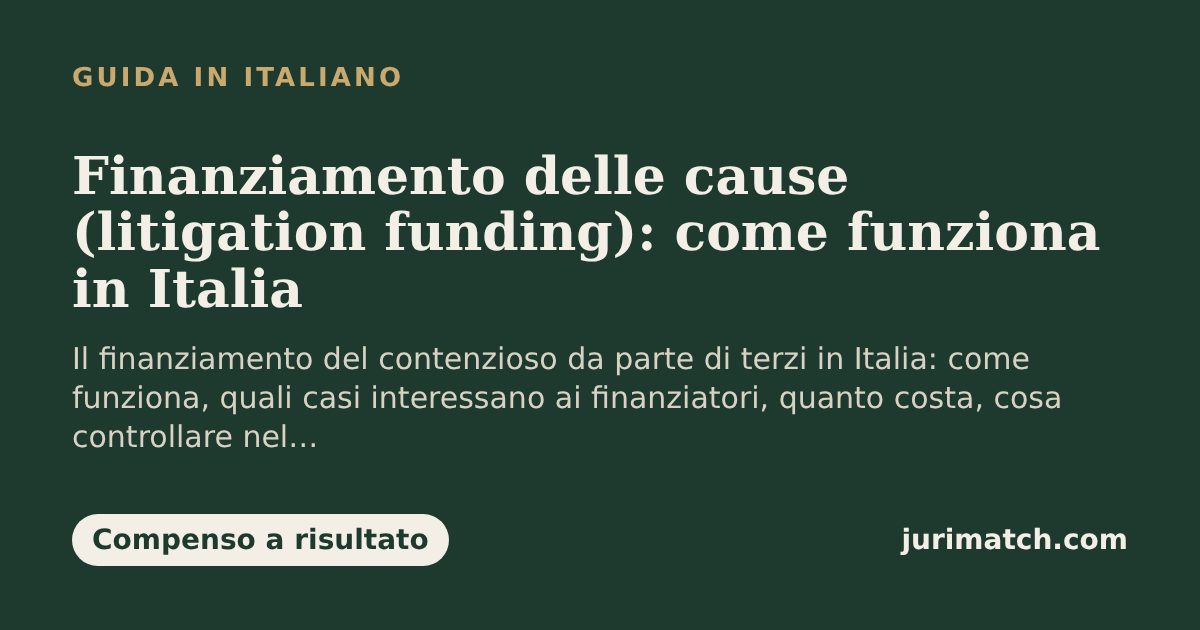 GUIDA IN ITALIANO
Finanziamento delle cause
(litigation funding): come funziona
in Italia
Il finanziamento del contenzioso da parte di terzi in Italia: come
funziona, quali casi interessano ai finanziatori, quanto costa, cosa
controllare nel…
Compenso a risultato
jurimatch.com